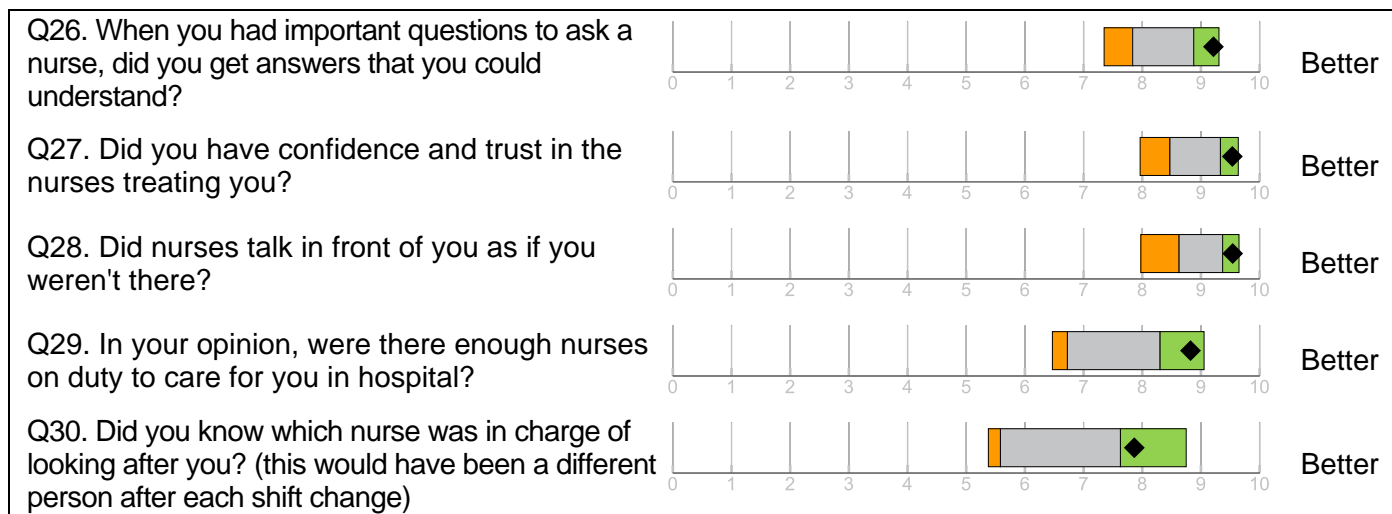 Q26. When you had important questions to ask a
nurse, did you get answers that you could
understand?
0 1 2 3 4 5 6 7 8 9 10
Better
Q27. Did you have confidence and trust in the
nurses treating you?
0 1 2 3 4 5 6 7 8 9 10
Better
Q28. Did nurses talk in front of you as if you
weren't there?
0 1 2 3 4 5 6 7 8 9 10
Better
Q29. In your opinion, were there enough nurses
on duty to care for you in hospital?
0 1 2 3 4 5 6 7 8 9 10
Better
Q30. Did you know which nurse was in charge of
looking after you? (this would have been a different
person after each shift change)
0 1 2 3 4 5 6 7 8 9 10
Better